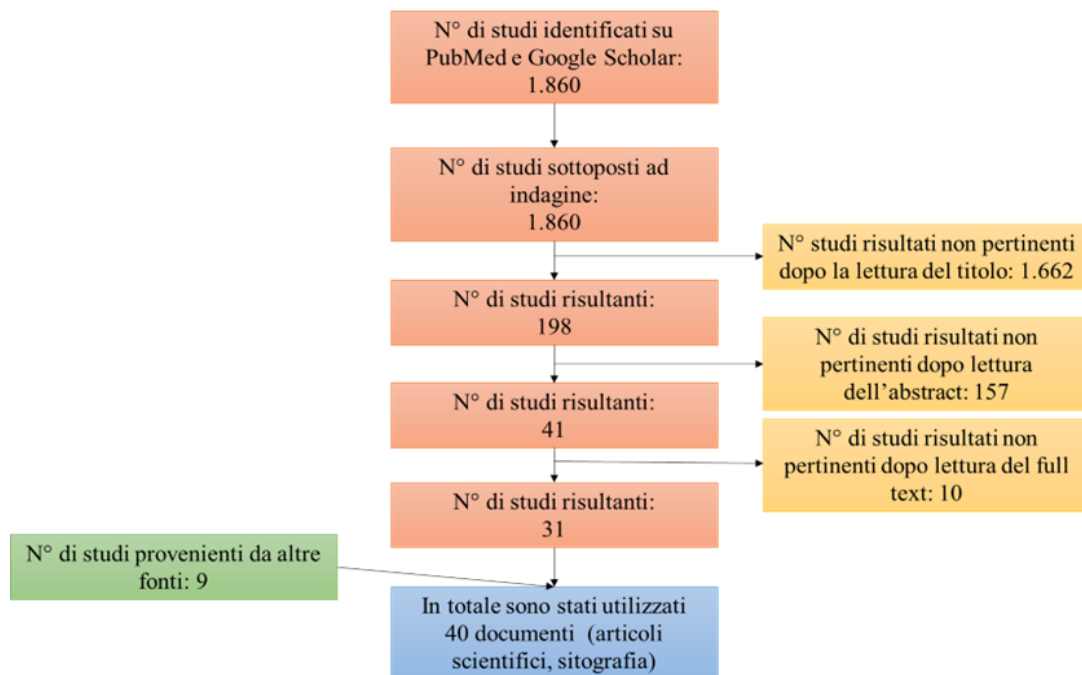 N° di studi identificati su
PubMed e Google Scholar:
1.860
N° di studi sottoposti ad
indagine:
1.860
N° studi risultati non pertinenti
dopo la lettura del titolo: 1.662
N° di studi risultanti:
198
N° di studi risultati non
pertinenti dopo lettura
dell’abstract: 157
N° di studi risultanti:
41
N° di studi risultati non
pertinenti dopo lettura del full
text: 10
N° di studi risultanti:
31
N° di studi provenienti da altre
fonti: 9
In totale sono stati utilizzati
40 documenti (articoli
scientifici, sitografia)